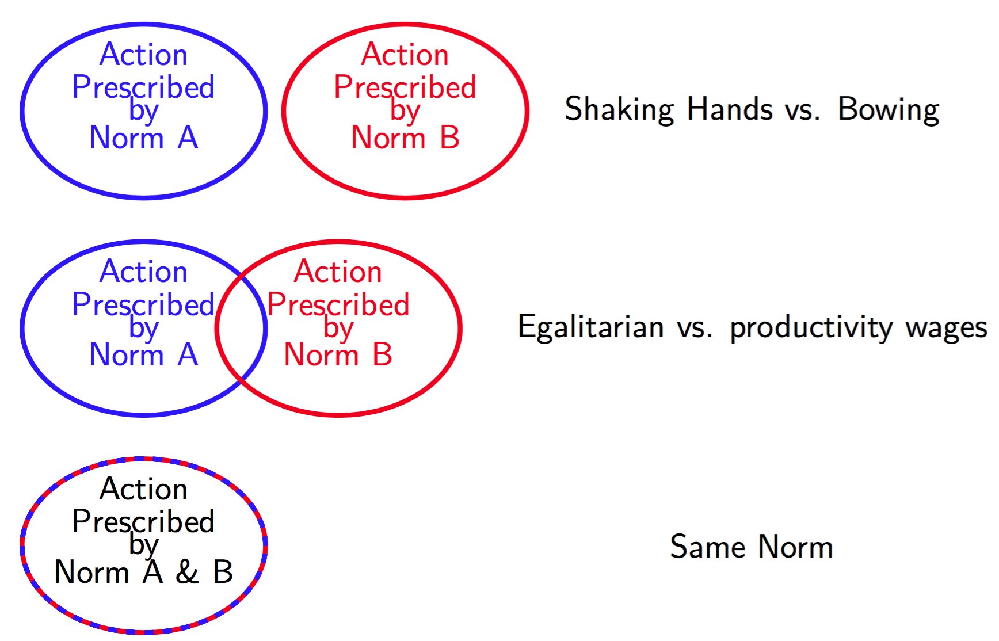 Action
Prescribed
by
Norm A
Action
Prescribed
by
Norm B
Shaking Hands vs. Bowing
Action
Prescribed
by
Norm A
Action
Prescribed
by
Norm B
Egalitarian vs. productivity wages
Action
Prescribed
by
Norm A & B
Same Norm